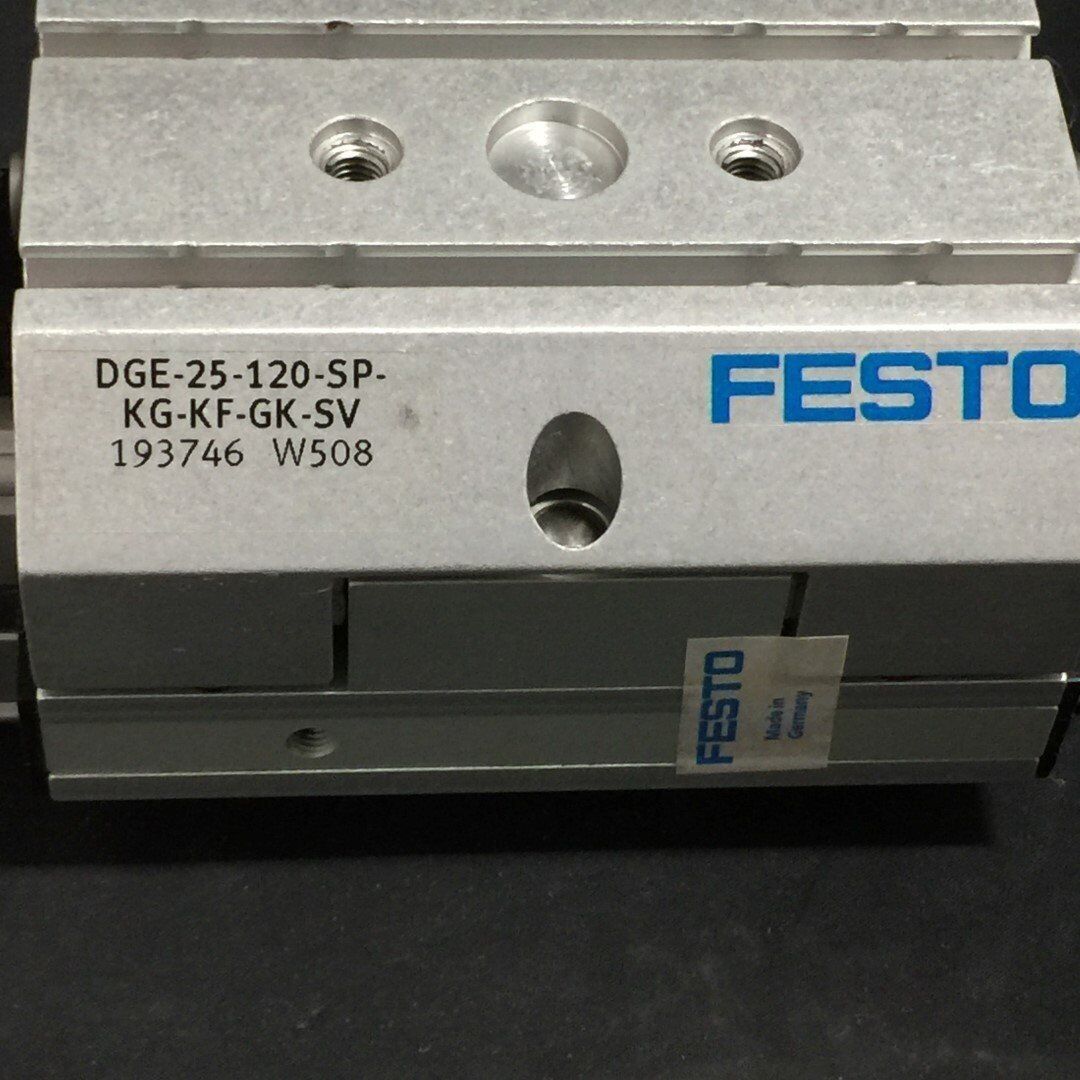 DGE-25-120-SP-
KG-KF-GK-SV
193746 W508
FESTO
FESTO
Made in
Germany